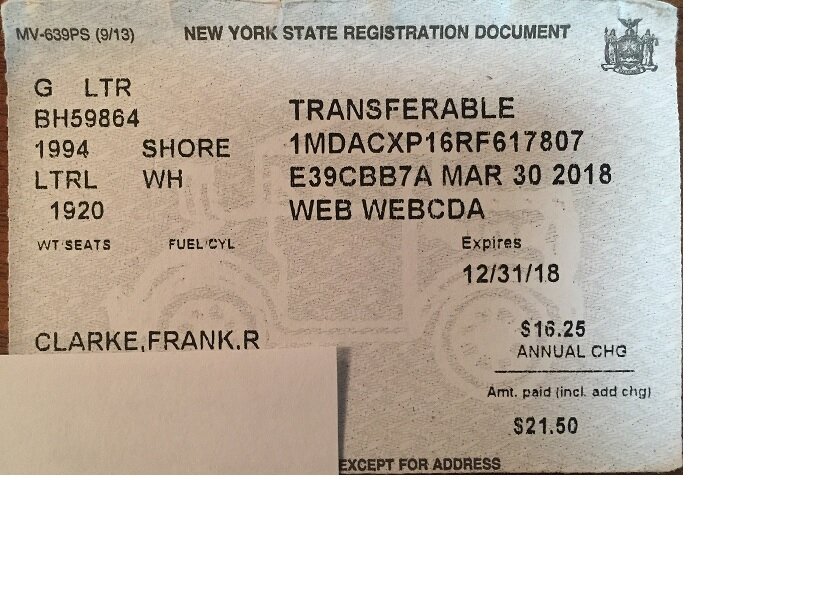 MV-639PS (9/13) NEW YORK STATE REGISTRATION DOCUMENT
G LTR
BH59864 TRANSFERABLE
1994 SHORE 1MDACXP16RF617807
LTRL WH E39CBB7A MAR 30 2018
1920 WEB WEBCDA
WT SEATS FUEL/CYL Expires
12/31/18
$16.25
CLARKE,FRANK.R ANNUAL CHG
Amt. paid (incl. add chg)
$21.50
EXCEPT FOR ADDRESS